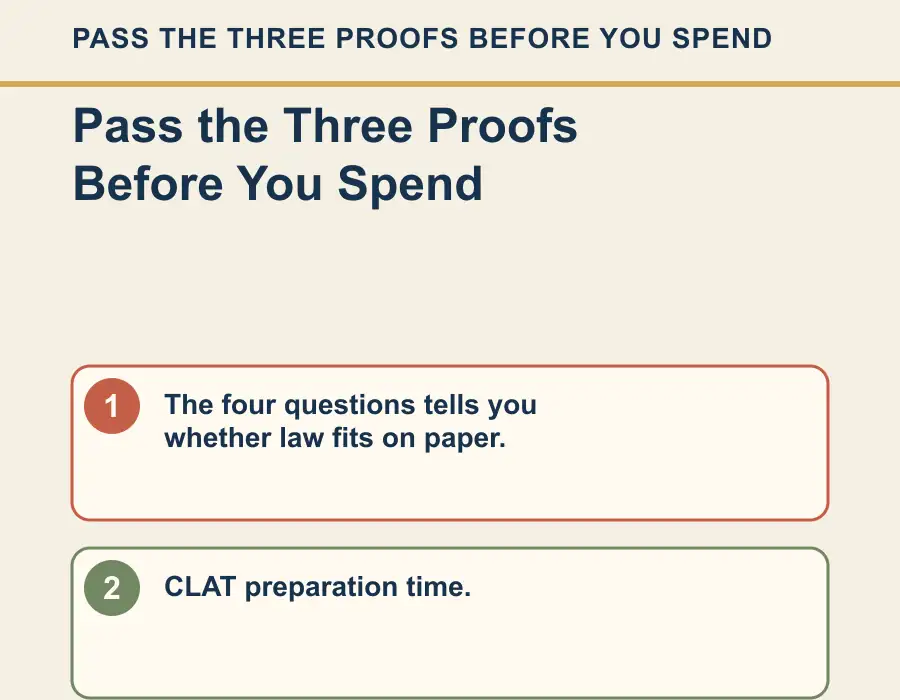 PASS THE THREE PROOFS BEFORE YOU SPEND
Pass the Three Proofs
Before You Spend
1
The four questions tells you
whether law fits on paper.
2
CLAT preparation time.